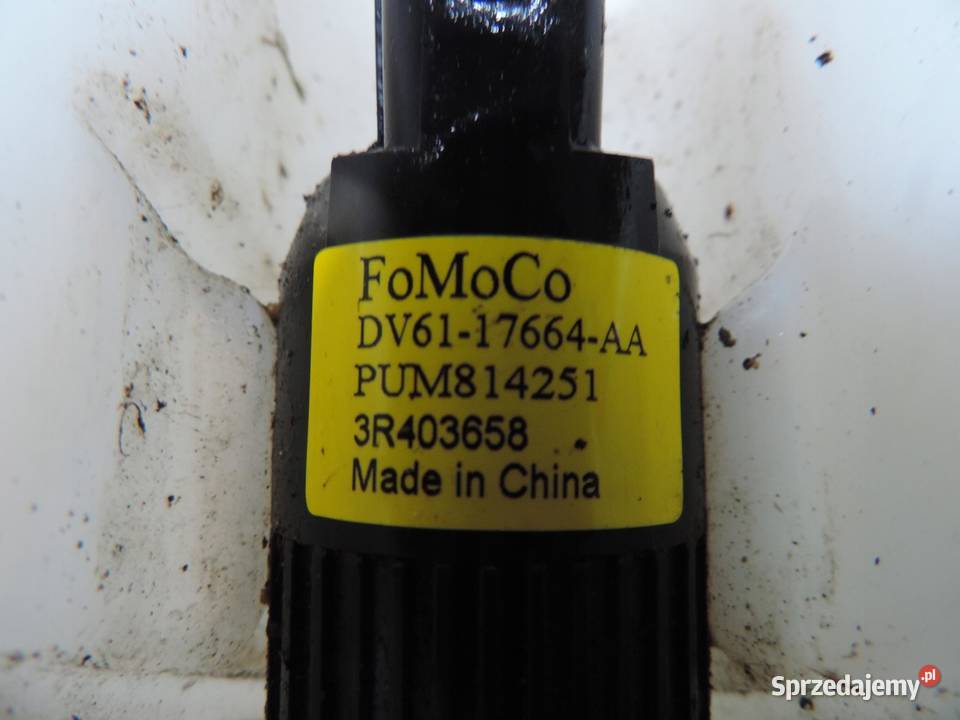 FoMoCo
DV61-17664-AA
PUM814251
3R403658
Made in China
Sprzedajemy.pl